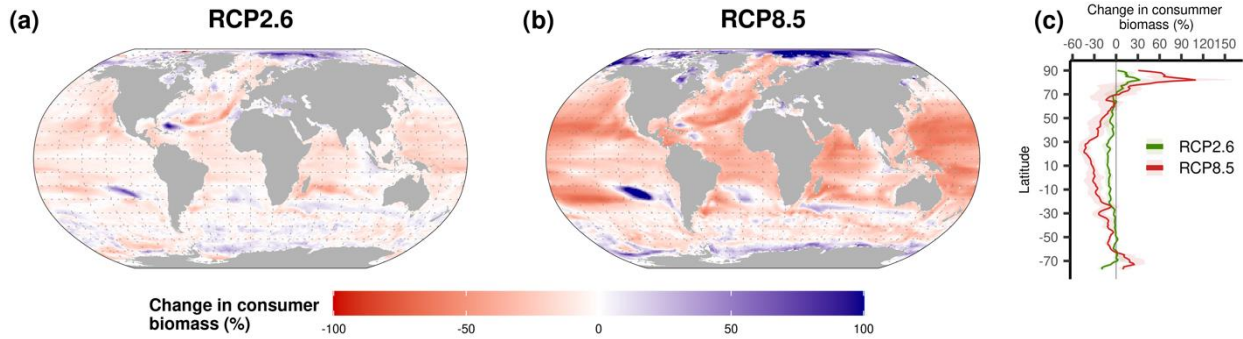 (a)
RCP2.6
(b)
RCP8.5
(c)
Change in consummer
biomass (%)
-60 -30 0 30 60 90 120 150
90
70
50
30
10
-10
-30
-50
-70
Latitude
RCP2.6
RCP8.5
Change in consumer
biomass (%)
-100 -50 0 50 100